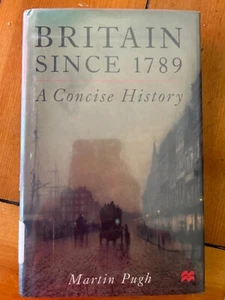 BRITAIN
SINCE 1789
A Concise History
Martin Pugh